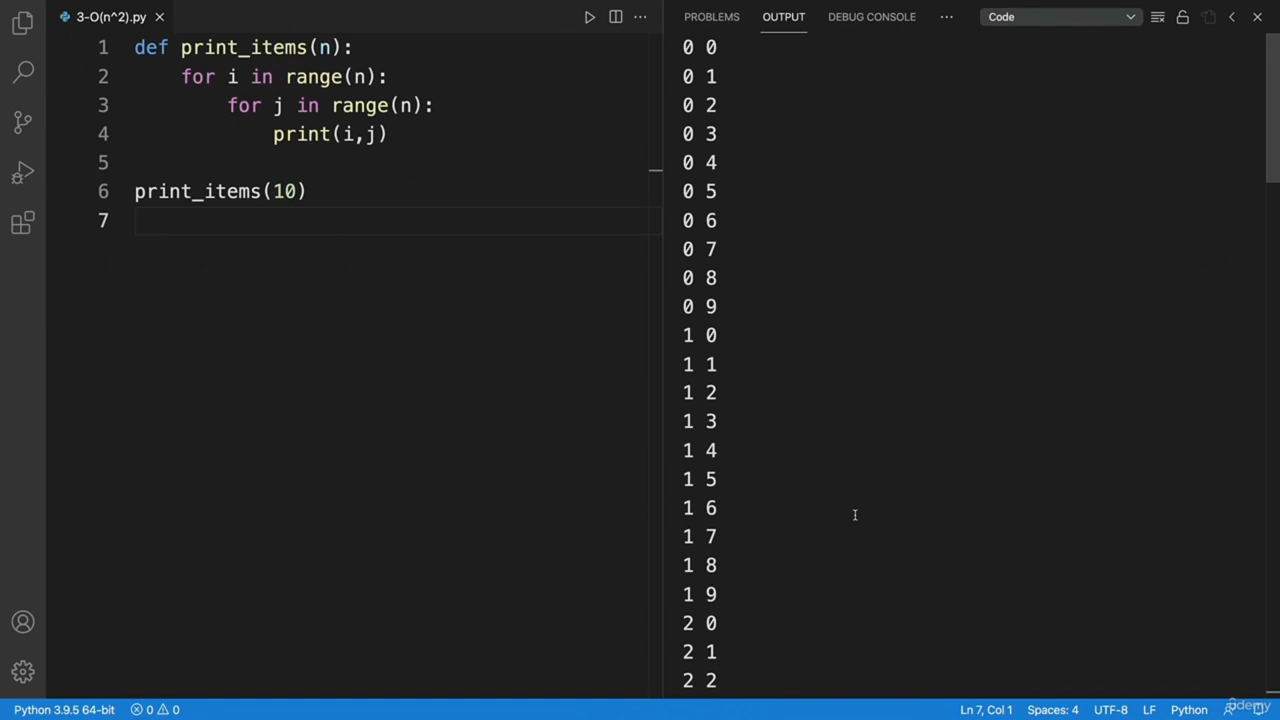 3-O(n^2).py
1 def print_items(n):
2     for i in range(n):
3         for j in range(n):
4             print(i,j)
5
6 print_items(10)
7
PROBLEMS OUTPUT DEBUG CONSOLE ··· Code
0 0
0 1
0 2
0 3
0 4
0 5
0 6
0 7
0 8
0 9
1 0
1 1
1 2
1 3
1 4
1 5
1 6
1 7
1 8
1 9
2 0
2 1
2 2
Python 3.9.5 64-bit 0 0 Ln 7, Col 1 Spaces: 4 UTF-8 LF Python
ûdemy